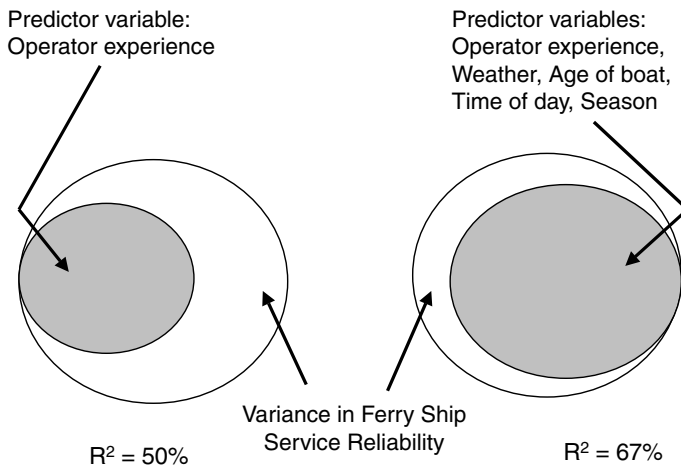 Predictor variable:
Operator experience
Predictor variables:
Operator experience,
Weather, Age of boat,
Time of day, Season
Variance in Ferry Ship
Service Reliability
R² = 50%
R² = 67%